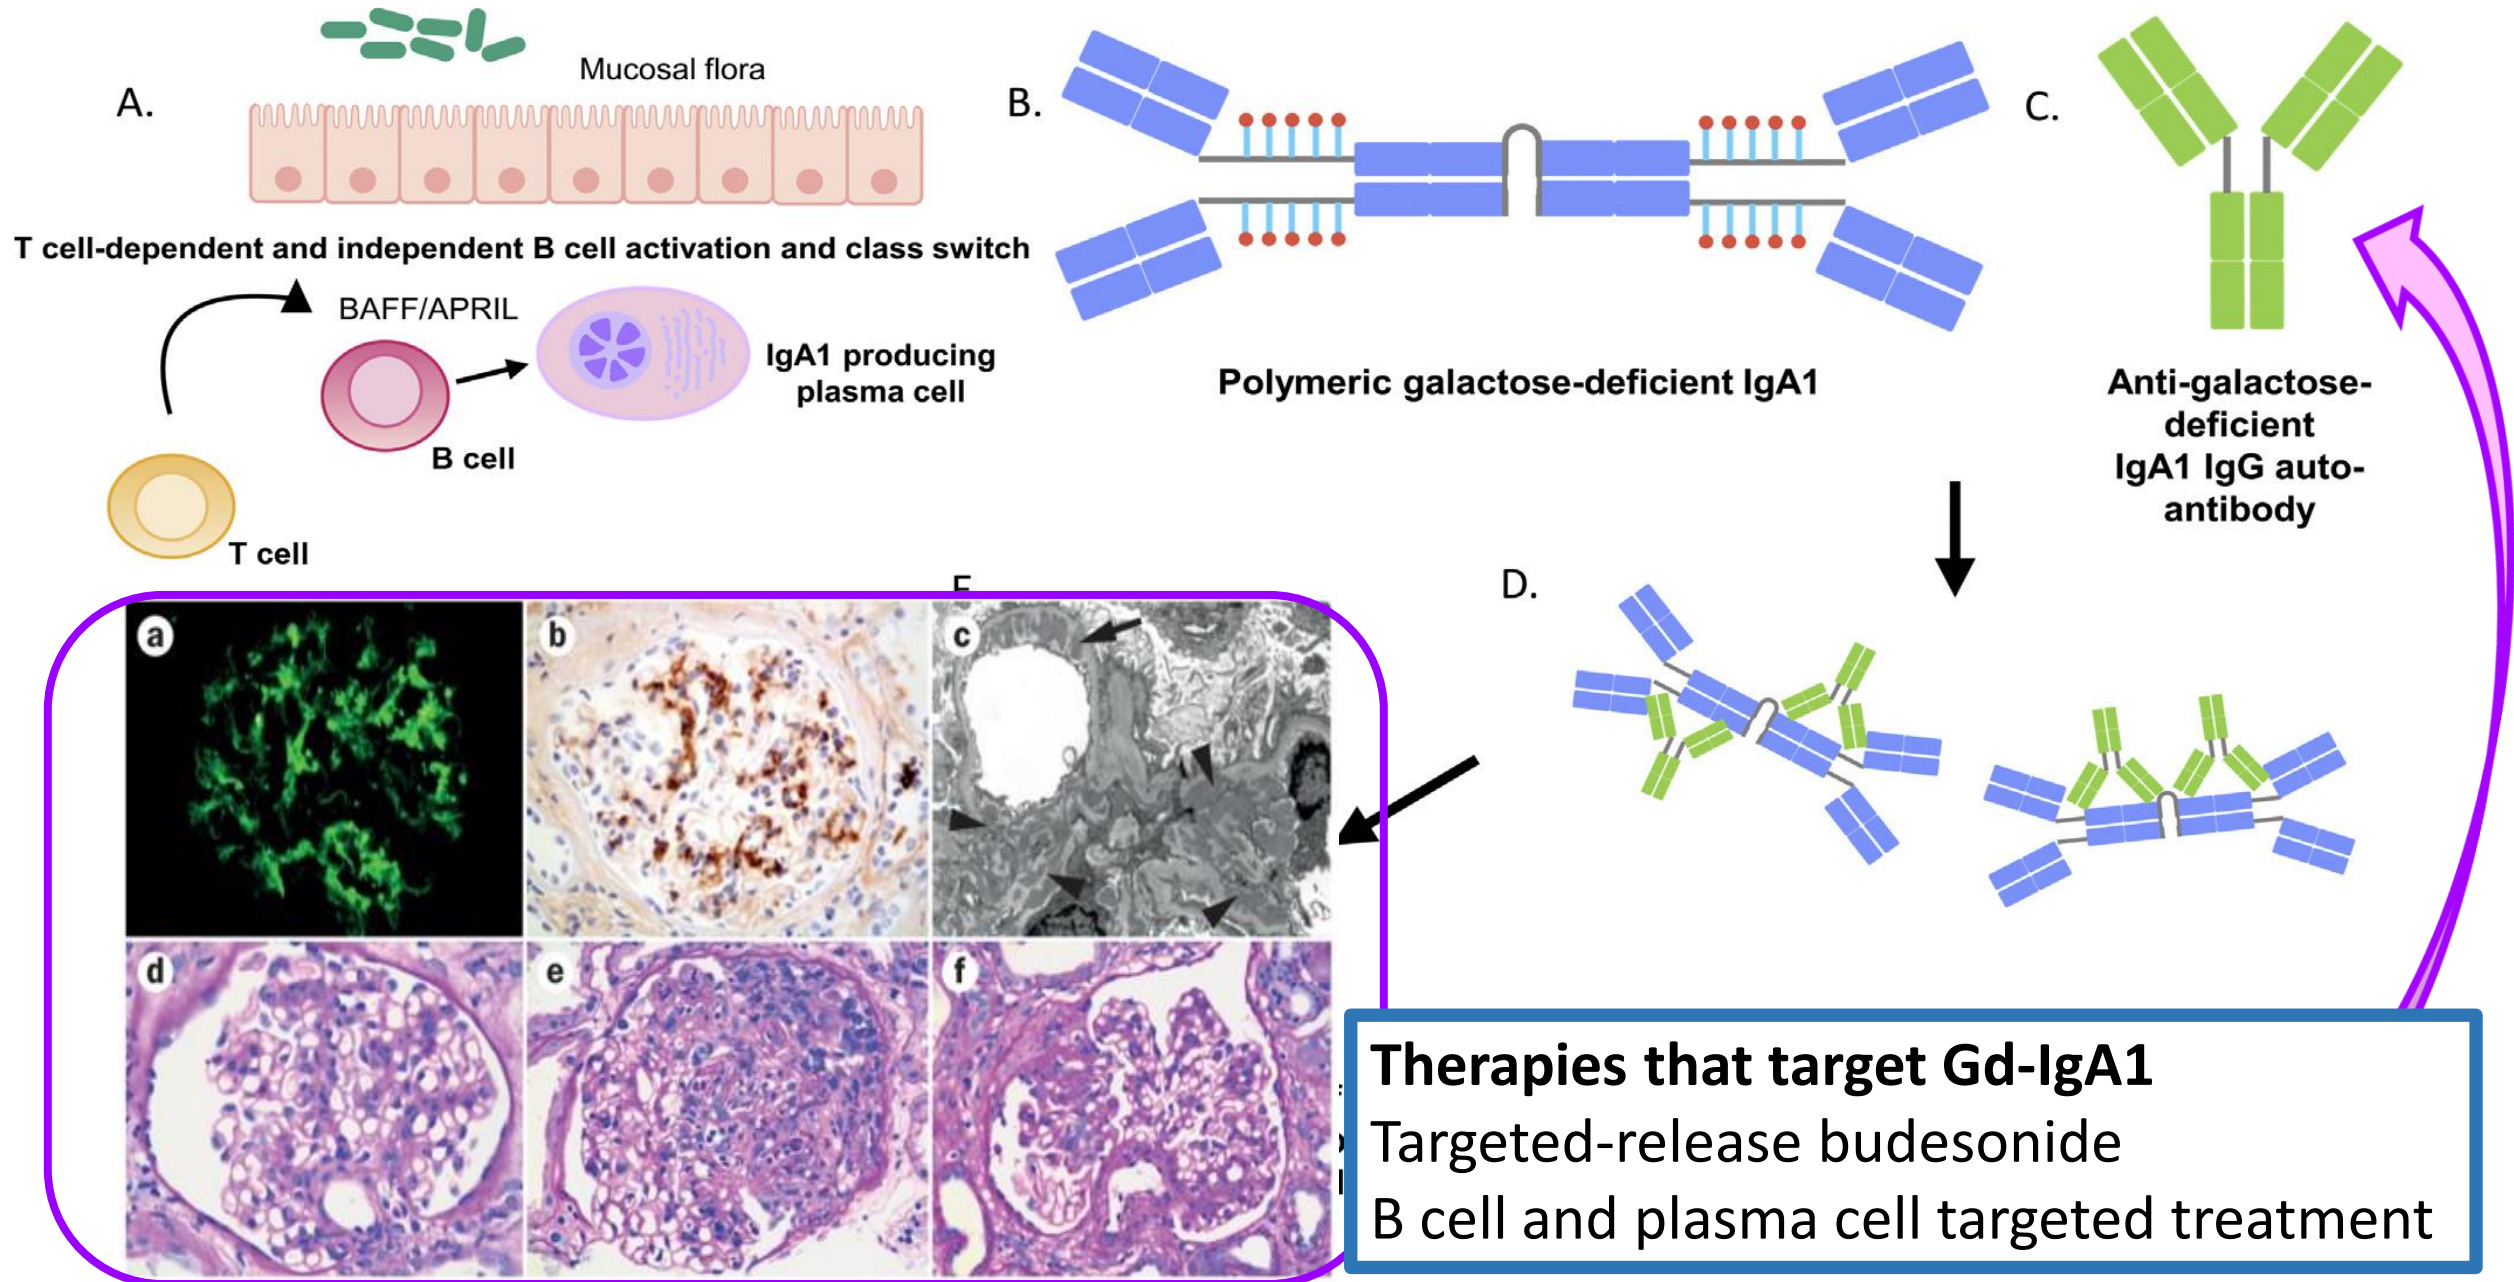 Mucosal flora
A.
T cell-dependent and independent B cell activation and class switch
BAFF/APRIL
IgA1 producing
plasma cell
B cell
T cell
B.
Polymeric galactose-deficient IgA1
C.
Anti-galactose-
deficient
IgA1 IgG auto-
antibody
D.
a
b
c
d
e
f
Therapies that target Gd-IgA1
Targeted-release budesonide
B cell and plasma cell targeted treatment